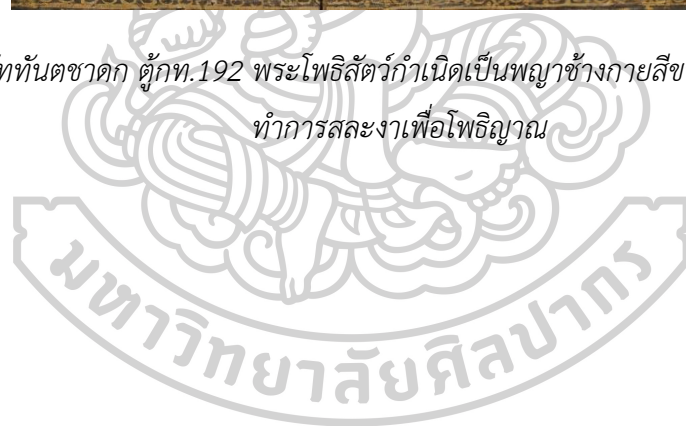 ททันตชาดก ตู้กท.192 พระโพธิสัตว์กำเนิดเป็นพญาช้างกายสีข
ทำการสละงาเพื่อโพธิญาณ
มหาวิทยาลัยศิลปากร